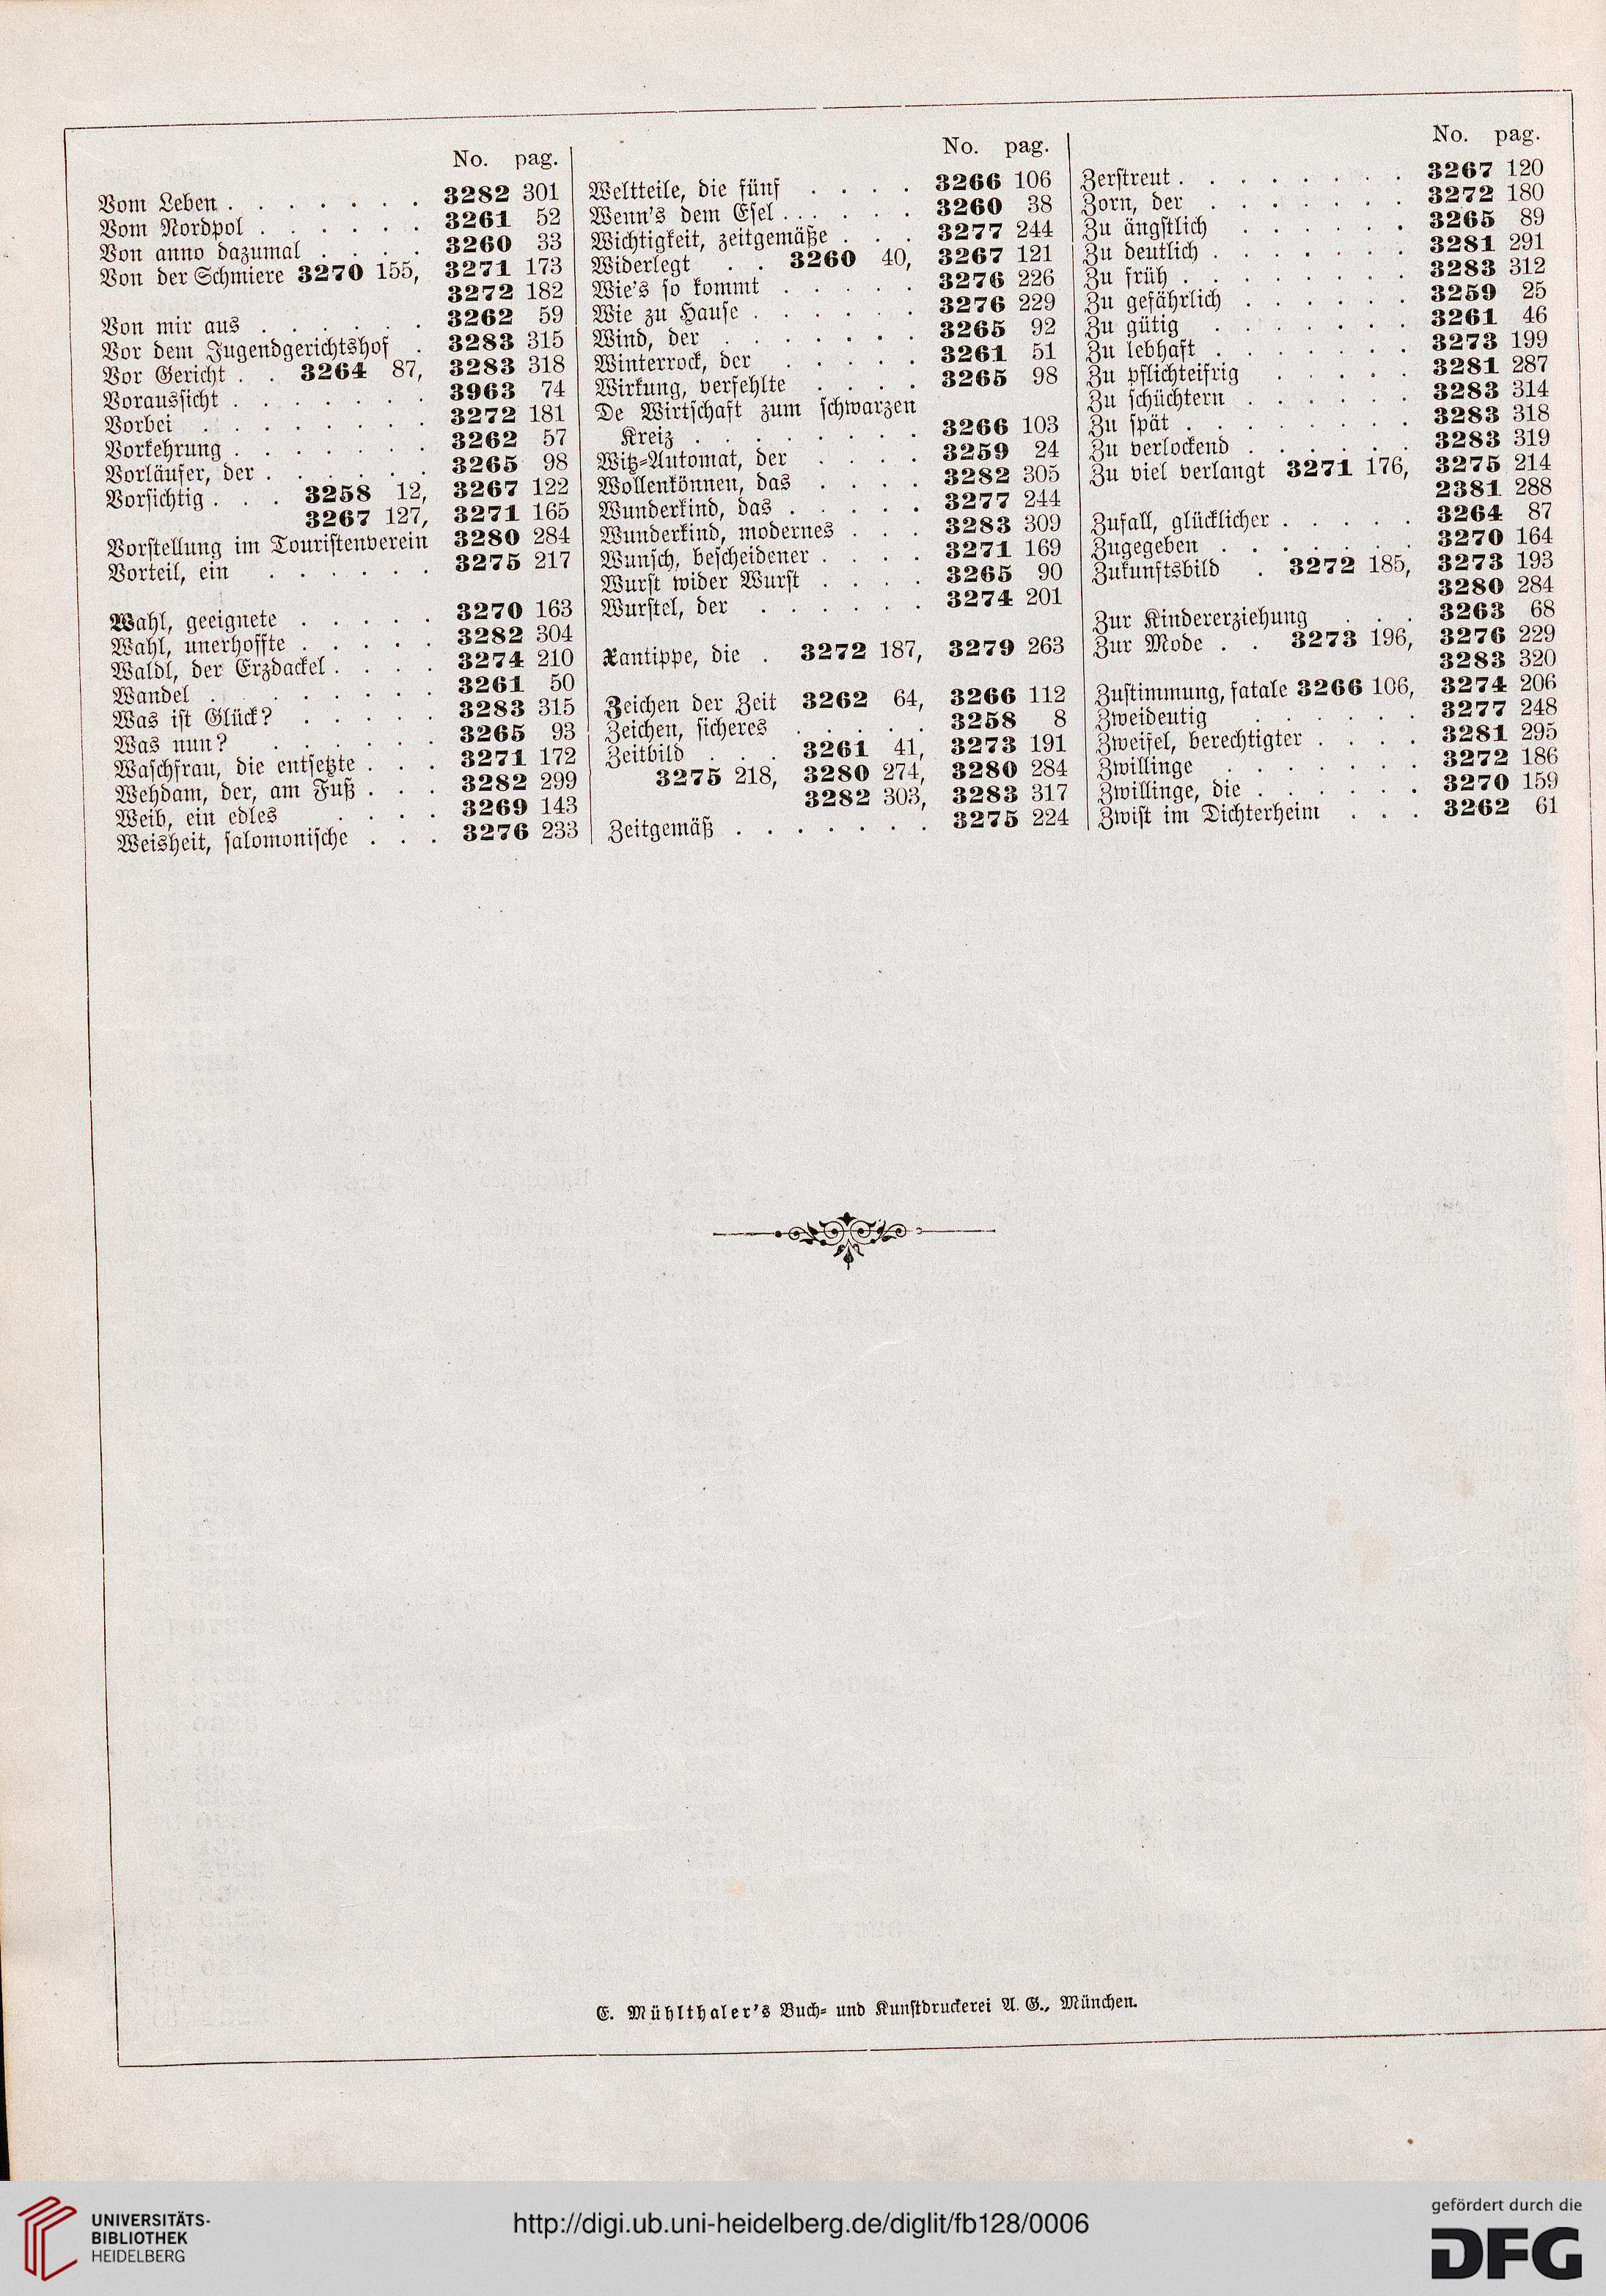 No. pag.
Vom Leben . . . . . . . 3282 301
Vom Nordpol . . . . . . 3261 52
Von anno dazumal . . . . 3260 33
Von der Schmiere 3270 155, 3271 173
3272 182
Von mir aus . . . . . . 3262 59
Vor dem Jugendgerichtshof . 3283 315
Vor Gericht . . 3264 87, 3283 318
Voraussicht . . . . . . . 3963 74
Vorbei . . . . . . . . 3272 181
Vorkehrung . . . . . . . 3262 57
Vorläufer, der . . . . . . 3265 98
Vorsichtig . . . 3258 12, 3267 122
3267 127, 3271 165
Vorstellung im Touristenverein 3280 284
Vorteil, ein . . . . . . 3275 217
Wahl, geeignete . . . . . 3270 163
Wahl, unerhoffte . . . . . 3282 304
Waldl, der Erzdackel . . . . 3274 210
Wandel . . . . . . . . 3261 50
Was ist Glück? . . . . . 3283 315
Was nun? . . . . . . 3265 93
Waschfrau, die entsetzte . . . 3271 172
Wehdam, der, am Fuß . . . 3282 299
Weib, ein edles . . . . 3269 143
Weisheit, salomonische . . . 3276 233
No. pag.
Weltteile, die fünf . . . . 3266 106
Wenn's dem Esel . . . . . . 3260 38
Wichtigkeit, zeitgemäße . . . 3277 244
Widerlegt . . 3260 40, 3267 121
Wie's so kommt . . . . . 3276 226
Wie zu Hause . . . . . . 3276 229
Wind, der . . . . . . . 3265 92
Winterrock, der . . . . . 3261 51
Wirkung, verfehlte . . . . 3265 98
De Wirtschaft zum schwarzen
Kreiz . . . . . . . . 3266 103
Witz-Automat, der . . . . 3259 24
Wollenkönnen, das . . . . 3282 305
Wunderkind, das . . . . . 3277 244
Wunderkind, modernes . . . 3283 309
Wunsch, bescheidener . . . . 3271 169
Wurst wider Wurst . . . . 3265 90
Wurstel, der . . . . . . 3274 201
Xantippe, die . 3272 187, 3279 263
Zeichen der Zeit 3262 64, 3266 112
Zeichen, sicheres . . . . . 3258 8
Zeitbild . . . 3261 41, 3273 191
3275 218, 3280 274, 3280 284
3282 303, 3283 317
Zeitgemäß . . . . . . . 3275 224
No. pag.
Zerstreut . . . . . . . . 3267 120
Zorn, der . . . . . . . 3272 180
Zu ängstlich . . . . . . 3265 89
Zu deutlich . . . . . . . 3281 291
Zu früh . . . . . . . . 3283 312
Zu gefährlich . . . . . . 3259 25
Zu gütig . . . . . . . 3261 46
Zu lebhaft . . . . . . . 3273 199
Zu pflichteifrig . . . . . 3281 287
Zu schüchtern . . . . . . 3283 314
Zu spät . . . . . . . . 3283 318
Zu verlockend . . . . . . 3283 319
Zu viel verlangt 3271 176, 3275 214
2381 288
Zufall, glücklicher . . . . . 3264 87
Zugegeben . . . . . . . 3270 164
Zukunftsbild . 3272 185, 3273 193
3280 284
Zur Kindererziehung . . . 3263 68
Zur Mode . . 3273 196, 3276 229
3283 320
Zustimmung, fatale 3266 106, 3274 206
Zweideutig . . . . . . 3277 248
Zweifel, berechtigter . . . . 3281 295
Zwillinge . . . . . . . 3272 186
Zwillinge, die . . . . . . 3270 159
Zwist im Dichterheim . . . 3262 61
E. Mühlthaler's Buch- und Kunstdruckerei A. G., München.
UNIVERSITÄTS-
BIBLIOTHEK
HEIDELBERG
http://digi.ub.uni-heidelberg.de/diglit/fb128/0006
gefördert durch die
DFG